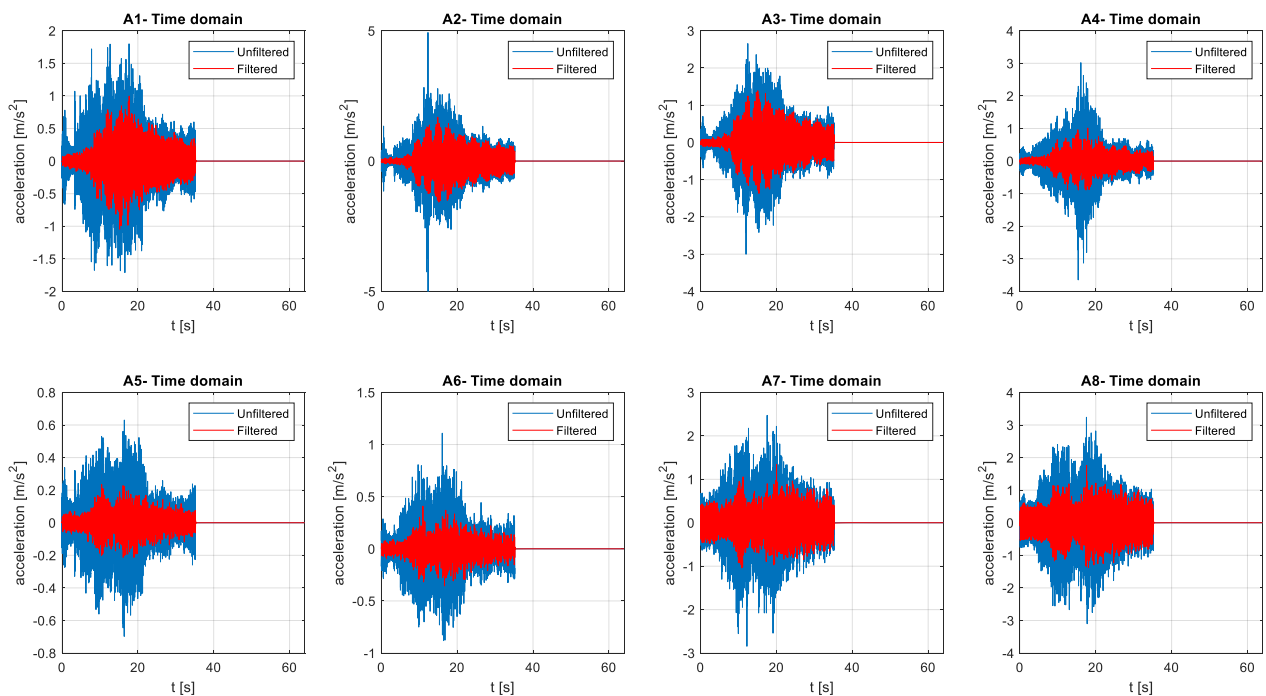 A1- Time domain
Unfiltered
Filtered
acceleration [m/s²]
2
1.5
1
0.5
0
-0.5
-1
-1.5
-2
0 20 40 60
t [s]
A2- Time domain
Unfiltered
Filtered
acceleration [m/s²]
5
0
-5
0 20 40 60
t [s]
A3- Time domain
Unfiltered
Filtered
acceleration [m/s²]
3
2
1
0
-1
-2
-3
-4
0 20 40 60
t [s]
A4- Time domain
Unfiltered
Filtered
acceleration [m/s²]
4
3
2
1
0
-1
-2
-3
-4
0 20 40 60
t [s]
A5- Time domain
Unfiltered
Filtered
acceleration [m/s²]
0.8
0.6
0.4
0.2
0
-0.2
-0.4
-0.6
-0.8
0 20 40 60
t [s]
A6- Time domain
Unfiltered
Filtered
acceleration [m/s²]
1.5
1
0.5
0
-0.5
-1
0 20 40 60
t [s]
A7- Time domain
Unfiltered
Filtered
acceleration [m/s²]
3
2
1
0
-1
-2
-3
0 20 40 60
t [s]
A8- Time domain
Unfiltered
Filtered
acceleration [m/s²]
4
3
2
1
0
-1
-2
-3
-4
0 20 40 60
t [s]